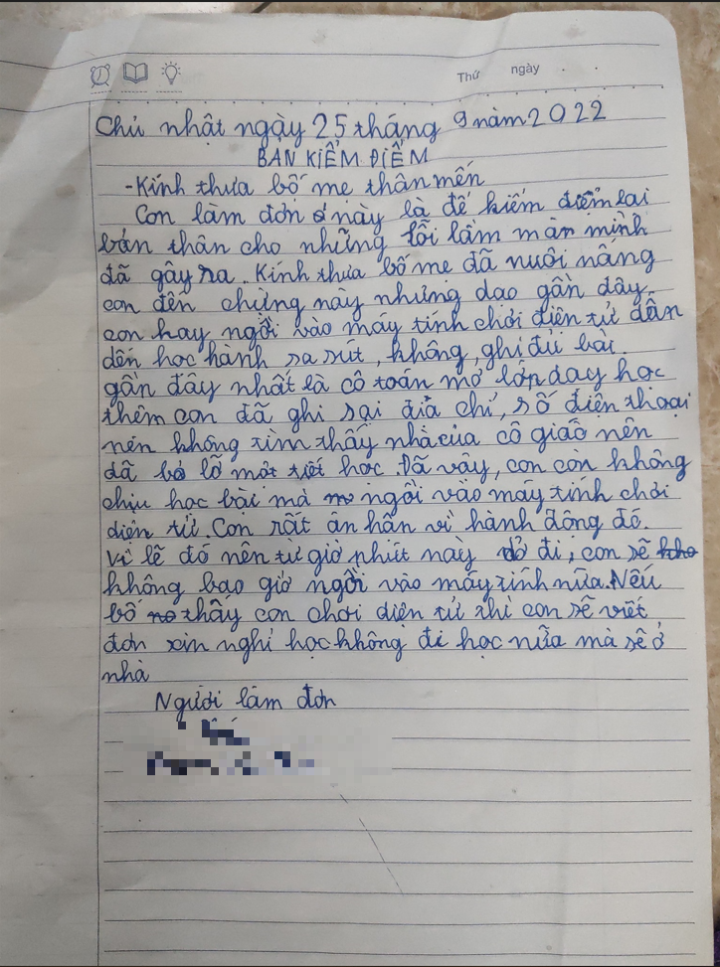 Thứ ngày
Chủ nhật ngày 25 tháng 9 năm 2022
BẢN KIỂM ĐIỂM
- Kính thưa bố mẹ thân mến
Con làm đơn này là để kiểm điểm lại
bản thân cho những lỗi lầm mà mình
đã gây ra. Kính thưa bố mẹ đã nuôi nấng
con đến chừng này nhưng dạo gần đây
con hay ngồi vào máy tính chơi điện tử dẫn
đến học hành sa sút, không ghi đủ bài
gần đây nhất là cô toán mở lớp dạy học
thêm con đã ghi sai địa chỉ, số điện thoại
nên không tìm thấy nhà của cô giáo nên
đã bỏ lỡ một tiết học. Đã vậy, con còn không
chịu học bài mà ngồi vào máy tính chơi
điện tử. Con rất ân hận vì hành động đó.
Vì lẽ đó nên từ giờ phút này trở đi, con sẽ
không bao giờ ngồi vào máy tính nữa. Nếu
bố thấy con chơi điện tử thì con sẽ viết
đơn xin nghỉ học không đi học nữa mà sẽ ở
nhà
Người làm đơn